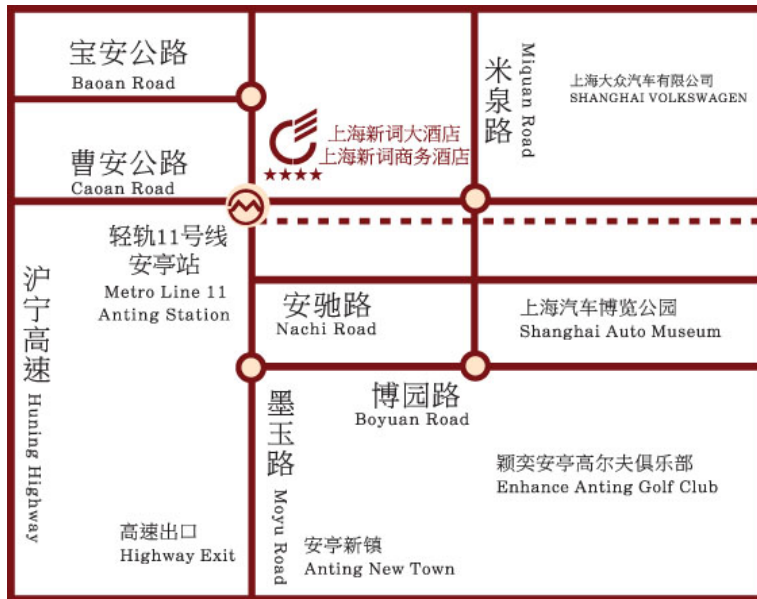 宝安公路
Baoan Road
米泉路
Miquan Road
上海大众汽车有限公司
SHANGHAI VOLKSWAGEN
上海新词大酒店
上海新词商务酒店
曹安公路
Caoan Road
轻轨11号线
安亭站
Metro Line 11
Anting Station
沪宁高速
Huning Highway
安驰路
Nachi Road
上海汽车博览公园
Shanghai Auto Museum
博园路
Boyuan Road
墨玉路
Moyu Road
颖奕安亭高尔夫俱乐部
Enhance Anting Golf Club
高速出口
Highway Exit
安亭新镇
Anting New Town